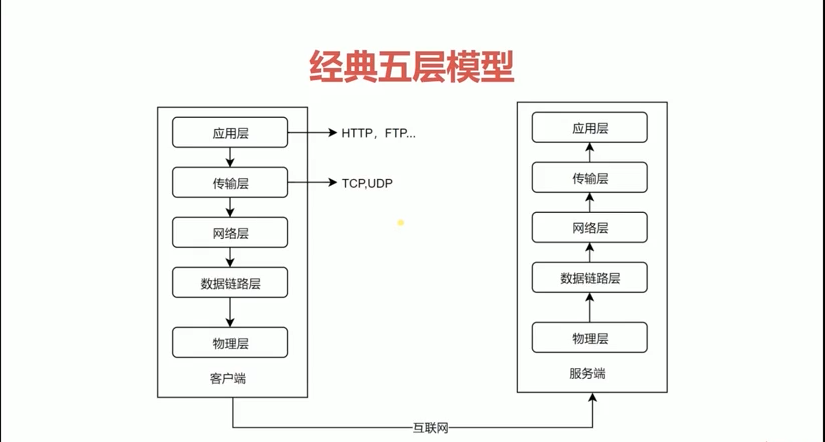 经典五层模型
应用层
HTTP，FTP...
传输层
TCP,UDP
网络层
数据链路层
物理层
客户端
应用层
传输层
网络层
数据链路层
物理层
服务端
互联网